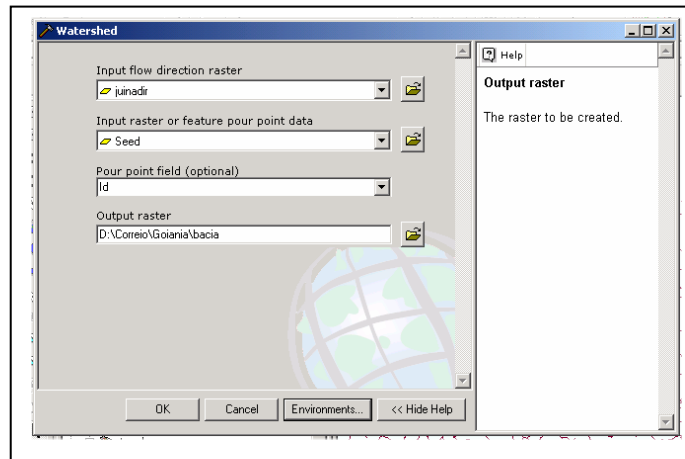 Watershed
Input flow direction raster
juinadir
Input raster or feature pour point data
Seed
Pour point field (optional)
Id
Output raster
D:\Correio\Goiania\bacia
OK
Cancel
Environments...
<< Hide Help
Help
Output raster
The raster to be created.